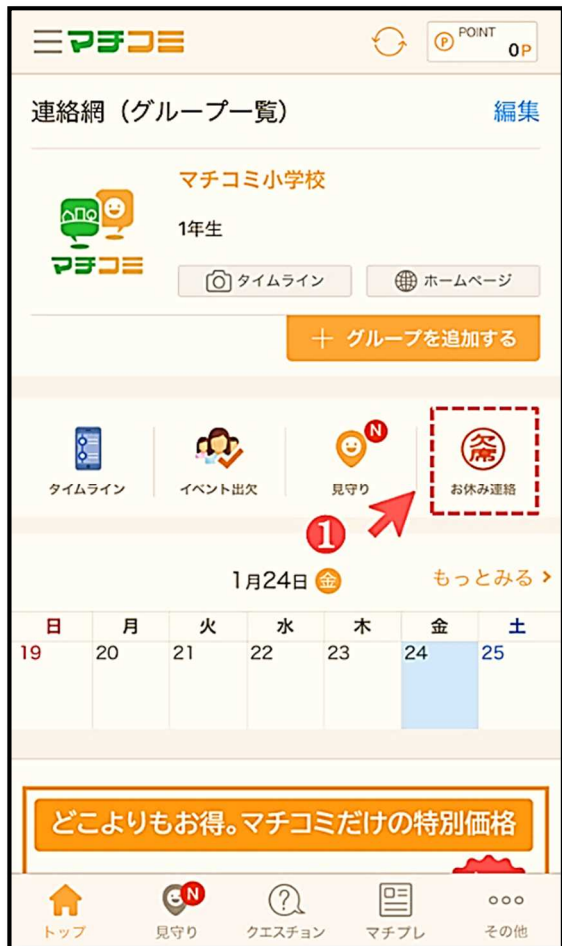 マチコミ
POINT
P 0P
連絡網（グループ一覧） 編集
マチコミ小学校
1年生
マチコミ
タイムライン ホームページ
＋ グループを追加する
N
欠席
タイムライン イベント出欠 見守り お休み連絡
1
1月24日 金 もっとみる >
日 月 火 水 木 金 土
19 20 21 22 23 24 25
どこよりもお得。マチコミだけの特別価格
N
トップ 見守り クエスチョン マチプレ その他